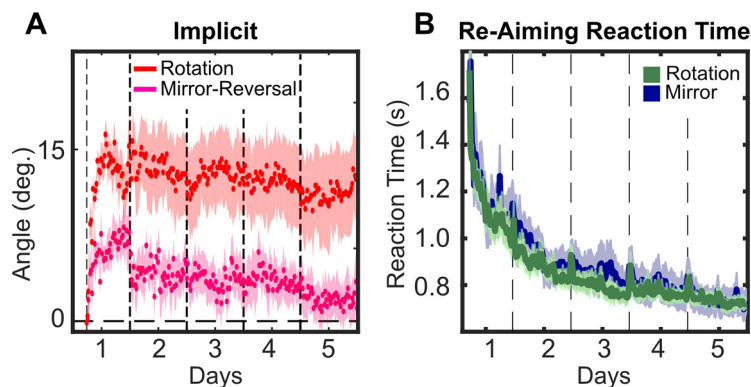 A
Implicit
Rotation
Mirror-Reversal
Angle (deg.)
15
0
1 2 3 4 5
Days
B
Re-Aiming Reaction Time
Rotation
Mirror
Reaction Time (s)
1.6
1.4
1.2
1.0
0.8
1 2 3 4 5
Days